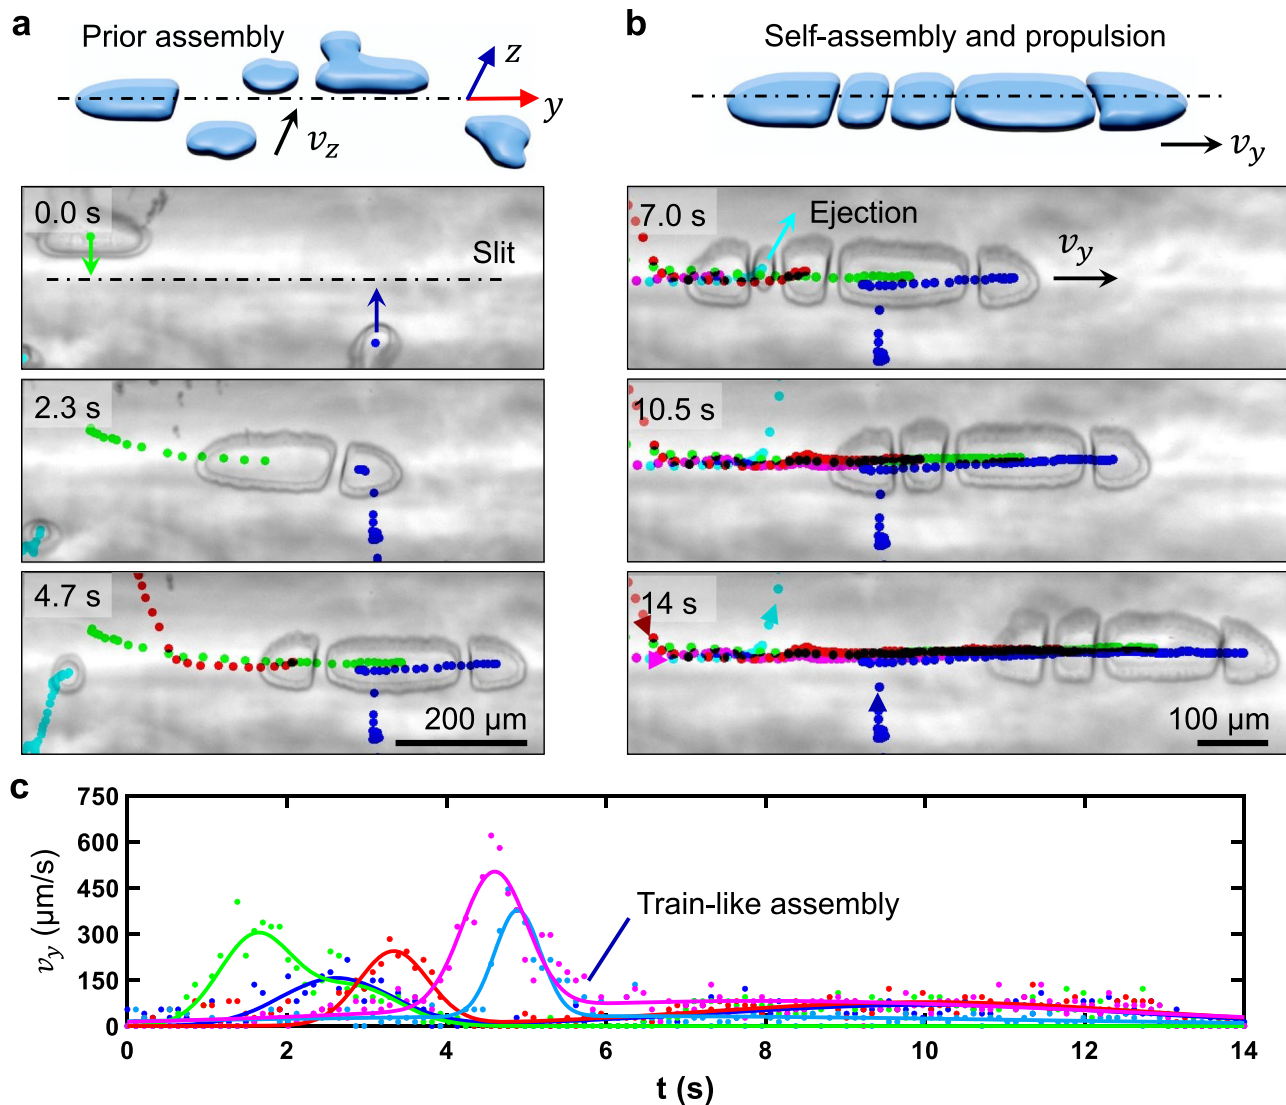 a
Prior assembly
z
y
v_z
0.0 s
Slit
2.3 s
4.7 s
200 µm
b
Self-assembly and propulsion
v_y
7.0 s
Ejection
v_y
10.5 s
14 s
100 µm
c
v_y (µm/s)
750
600
450
300
150
0
Train-like assembly
0 2 4 6 8 10 12 14
t (s)